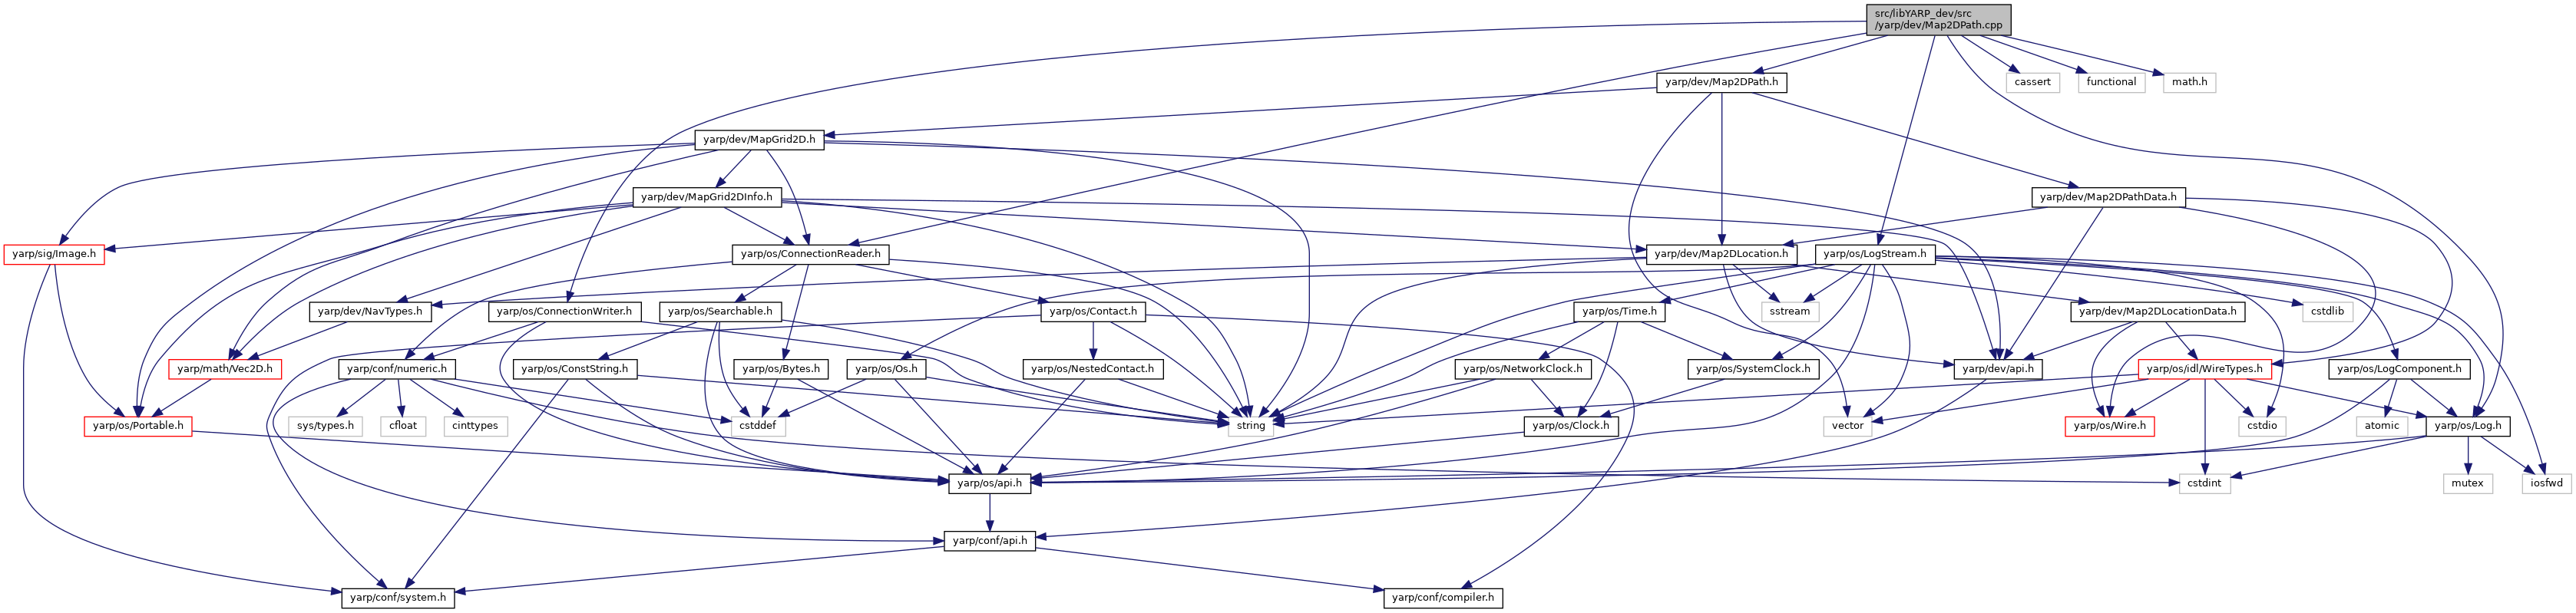 src/libYARP_dev/src
/yarp/dev/Map2DPath.cpp
yarp/dev/Map2DPath.h
cassert
functional
math.h
yarp/dev/MapGrid2D.h
yarp/dev/MapGrid2DInfo.h
yarp/dev/Map2DPathData.h
yarp/sig/Image.h
yarp/os/ConnectionReader.h
yarp/dev/Map2DLocation.h
yarp/os/LogStream.h
yarp/dev/NavTypes.h
yarp/os/ConnectionWriter.h
yarp/os/Searchable.h
yarp/os/Contact.h
yarp/os/Time.h
sstream
yarp/dev/Map2DLocationData.h
cstdlib
yarp/math/Vec2D.h
yarp/conf/numeric.h
yarp/os/ConstString.h
yarp/os/Bytes.h
yarp/os/Os.h
yarp/os/NestedContact.h
yarp/os/NetworkClock.h
yarp/os/SystemClock.h
yarp/dev/api.h
yarp/os/idl/WireTypes.h
yarp/os/LogComponent.h
yarp/os/Portable.h
sys/types.h
cfloat
cinttypes
cstddef
string
yarp/os/Clock.h
vector
yarp/os/Wire.h
cstdio
atomic
yarp/os/Log.h
yarp/os/api.h
cstdint
mutex
iosfwd
yarp/conf/api.h
yarp/conf/system.h
yarp/conf/compiler.h